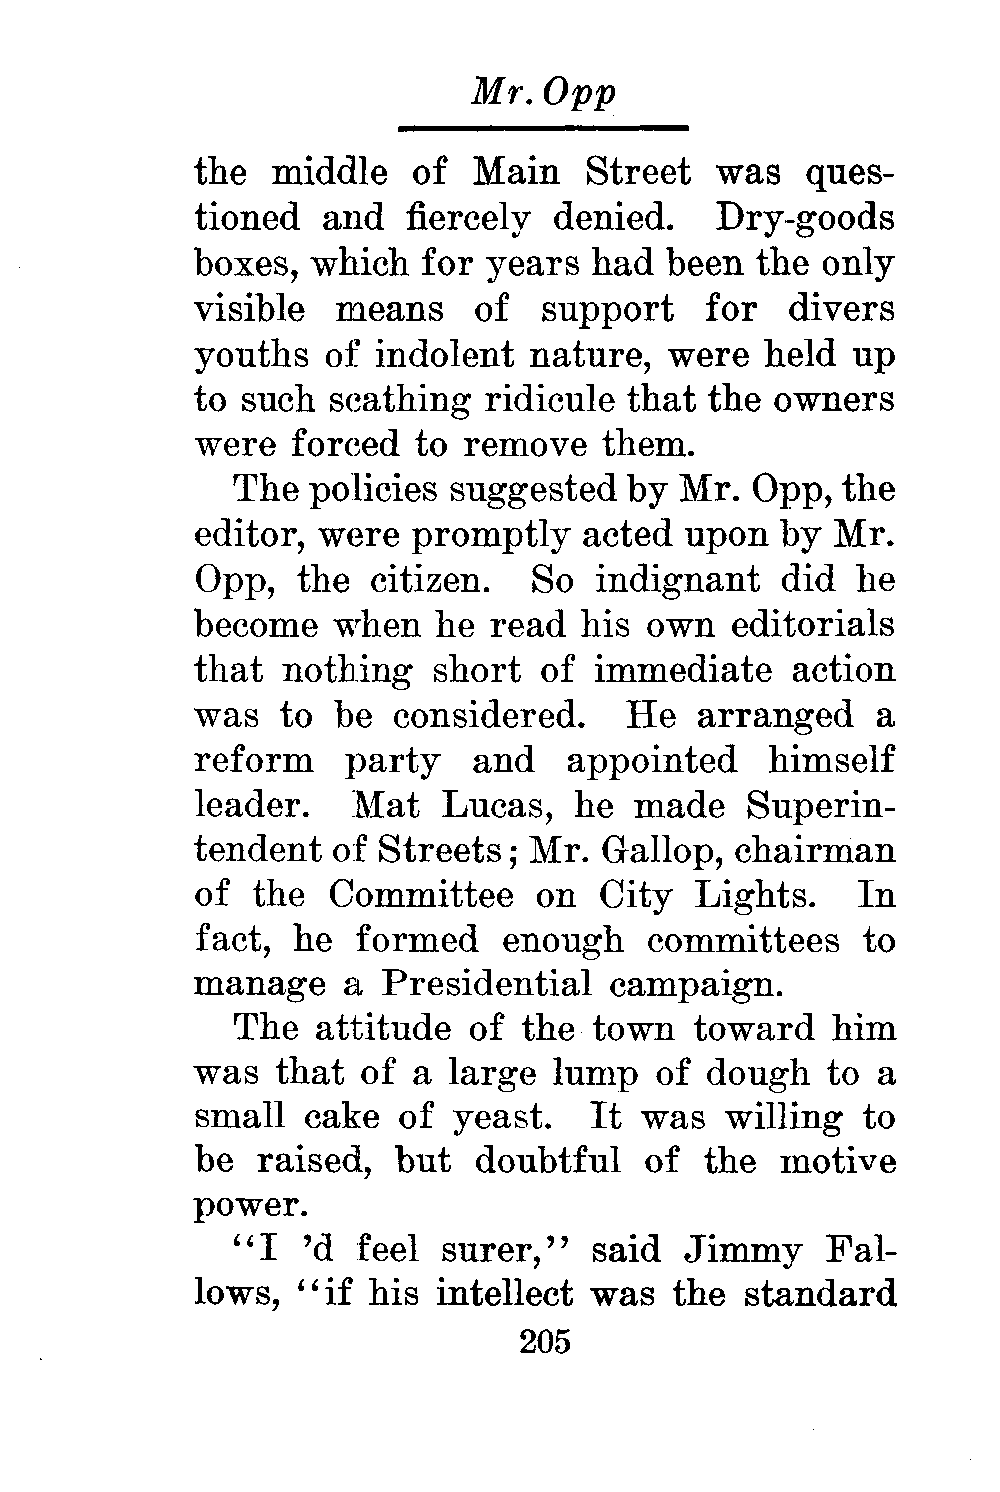 Mr. Opp
the middle of Main Street was ques-
tioned and fiercely denied. Dry-goods
boxes, which for years had been the only
visible means of support for divers
youths of indolent nature, were held up
to such scathing ridicule that the owners
were forced to remove them.
The policies suggested by Mr. Opp, the
editor, were promptly acted upon by Mr.
Opp, the citizen. So indignant did he
become when he read his own editorials
that nothing short of immediate action
was to be considered. He arranged a
reform party and appointed himself
leader. Mat Lucas, he made Superin-
tendent of Streets; Mr. Gallop, chairman
of the Committee on City Lights. In
fact, he formed enough committees to
manage a Presidential campaign.
The attitude of the town toward him
was that of a large lump of dough to a
small cake of yeast. It was willing to
be raised, but doubtful of the motive
power.
“I ’d feel surer,” said Jimmy Fal-
lows, “if his intellect was the standard
205